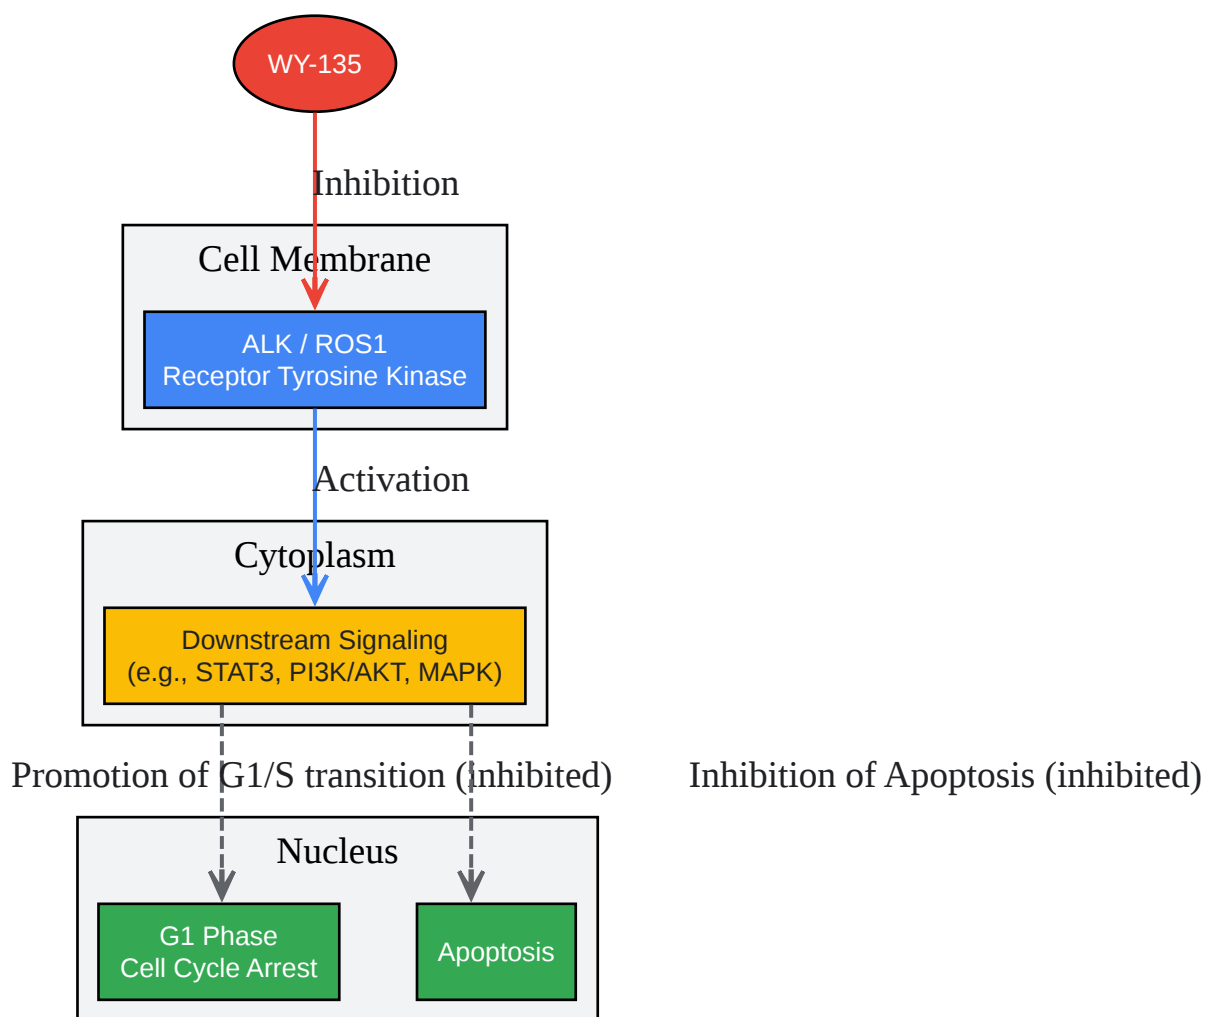 WY-135
Inhibition
Cell Membrane
ALK / ROS1
Receptor Tyrosine Kinase
Activation
Cytoplasm
Downstream Signaling
(e.g., STAT3, PI3K/AKT, MAPK)
Promotion of G1/S transition (inhibited)
Inhibition of Apoptosis (inhibited)
Nucleus
G1 Phase
Cell Cycle Arrest
Apoptosis